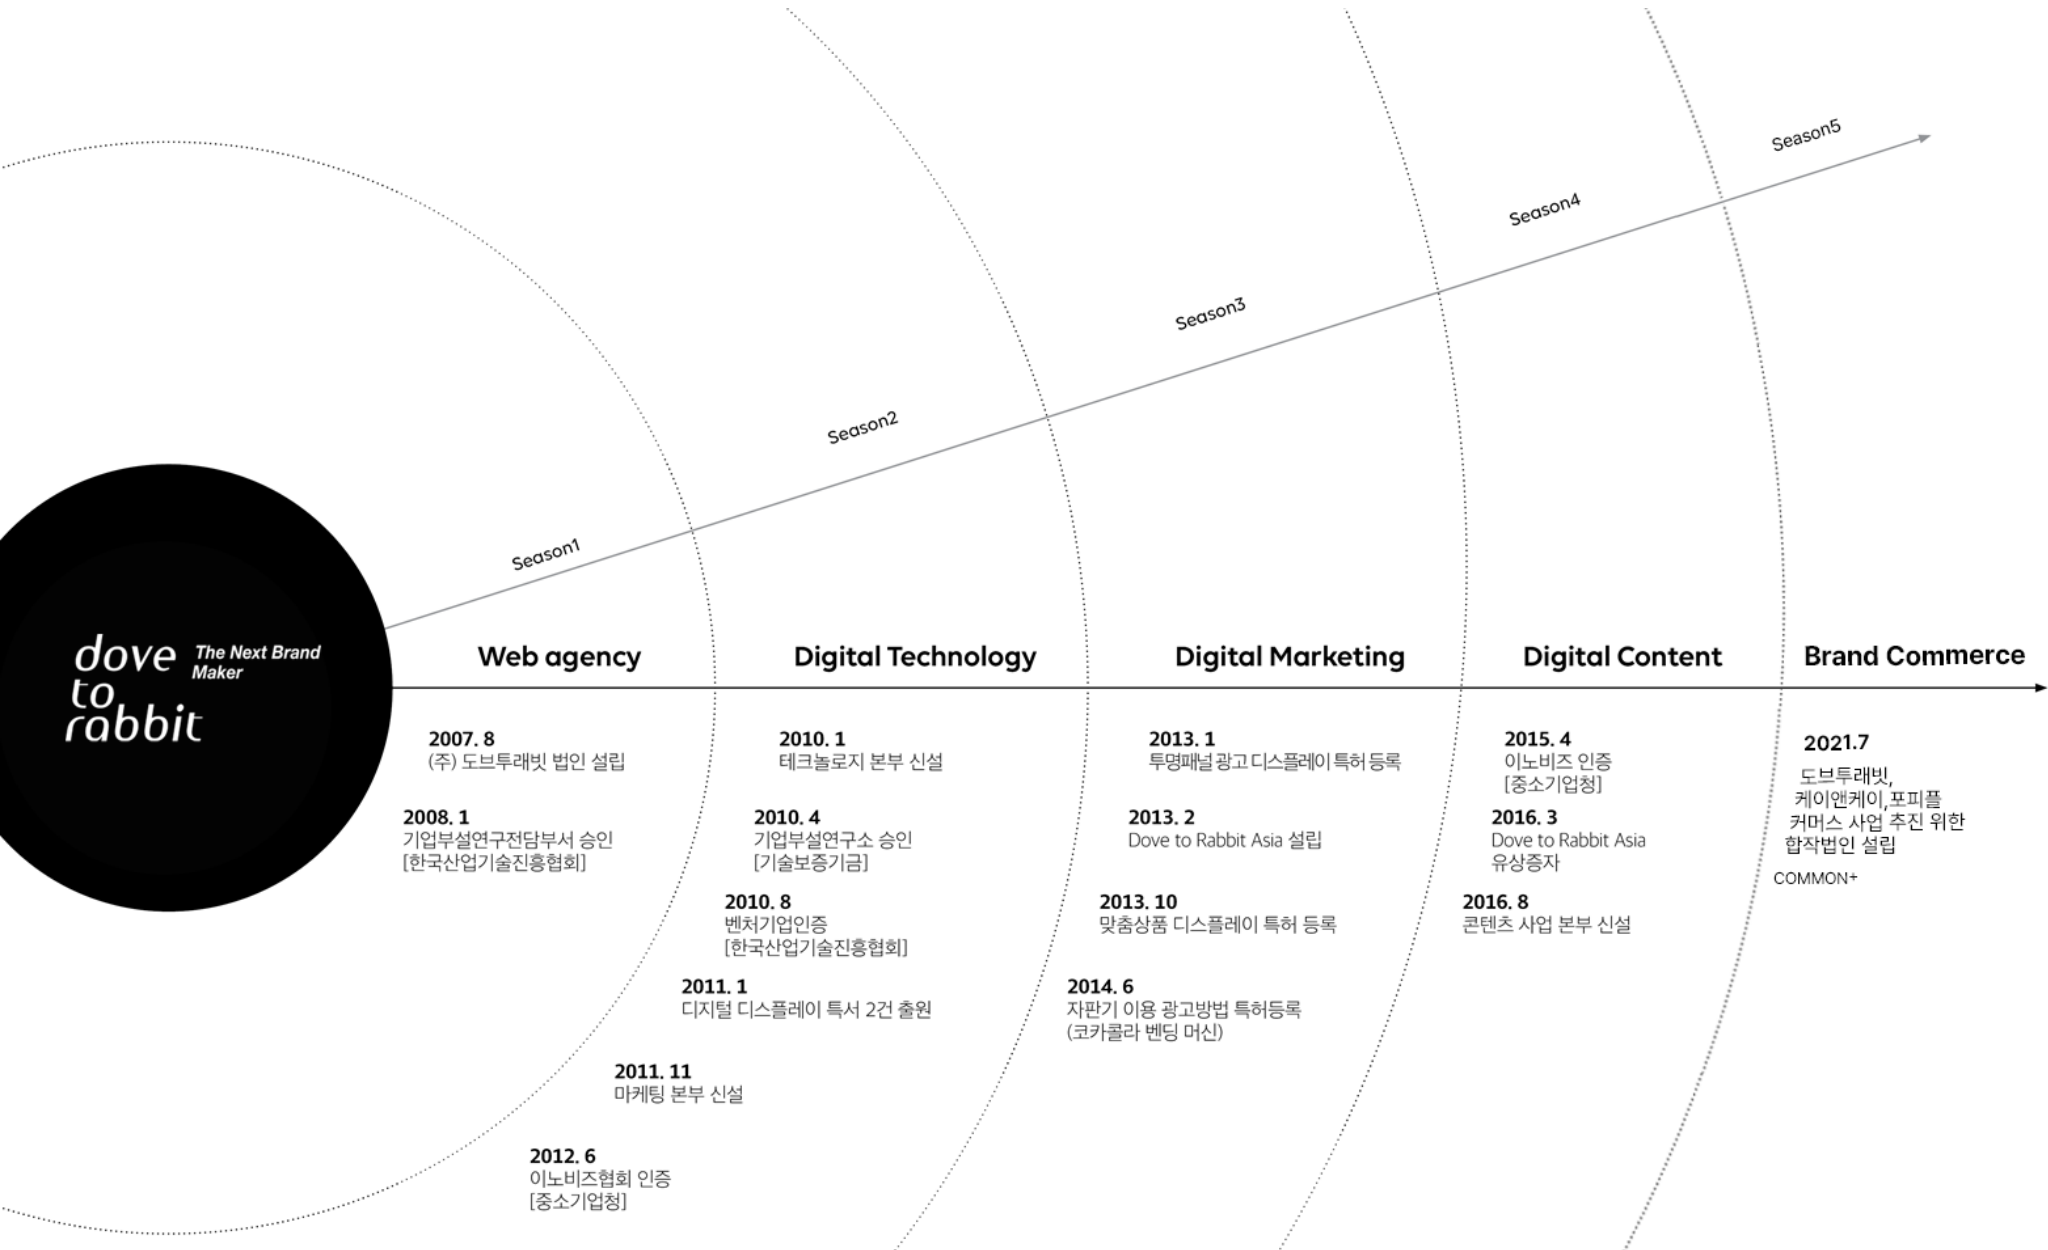 dove
to
rabbit
The Next Brand
Maker
Season1
Season2
Season3
Season4
Season5
Web agency
2007. 8
(주) 도브투래빗 법인 설립
2008. 1
기업부설연구전담부서 승인
[한국산업기술진흥협회]
Digital Technology
2010. 1
테크놀로지 본부 신설
2010. 4
기업부설연구소 승인
[기술보증기금]
2010. 8
벤처기업인증
[한국산업기술진흥협회]
2011. 1
디지털 디스플레이 특서 2건 출원
2011. 11
마케팅 본부 신설
2012. 6
이노비즈협회 인증
[중소기업청]
Digital Marketing
2013. 1
투명패널 광고 디스플레이 특허 등록
2013. 2
Dove to Rabbit Asia 설립
2013. 10
맞춤상품 디스플레이 특허 등록
2014. 6
자판기 이용 광고방법 특허등록
(코카콜라 벤딩 머신)
Digital Content
2015. 4
이노비즈 인증
[중소기업청]
2016. 3
Dove to Rabbit Asia
유상증자
2016. 8
콘텐츠 사업 본부 신설
Brand Commerce
2021.7
도브투래빗,
케이앤케이,포피플
커머스 사업 추진 위한
합작법인 설립
COMMON+